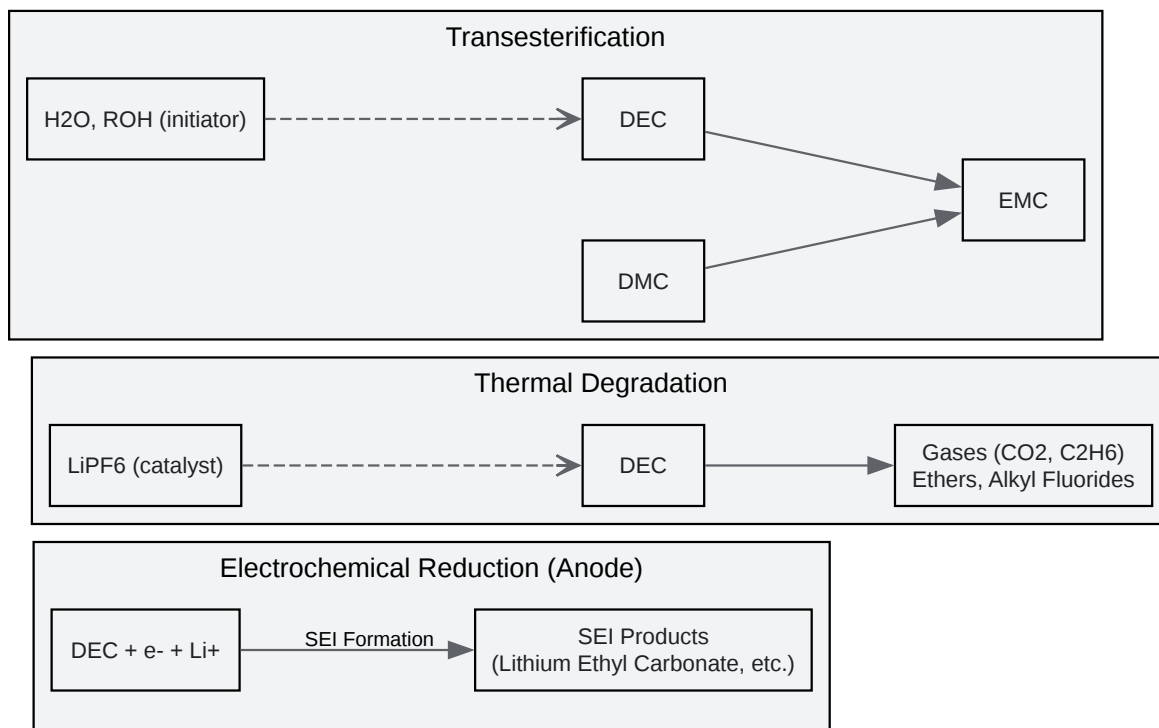 Transesterification
H2O, ROH (initiator)
DEC
EMC
DMC
Thermal Degradation
LiPF6 (catalyst)
DEC
Gases (CO2, C2H6)
Ethers, Alkyl Fluorides
Electrochemical Reduction (Anode)
DEC + e- + Li+
SEI Formation
SEI Products
(Lithium Ethyl Carbonate, etc.)